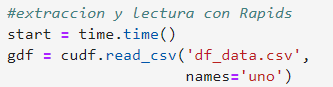 #extraccion y lectura con Rapids
start = time.time()
gdf = cudf.read_csv('df_data.csv',
names='uno')